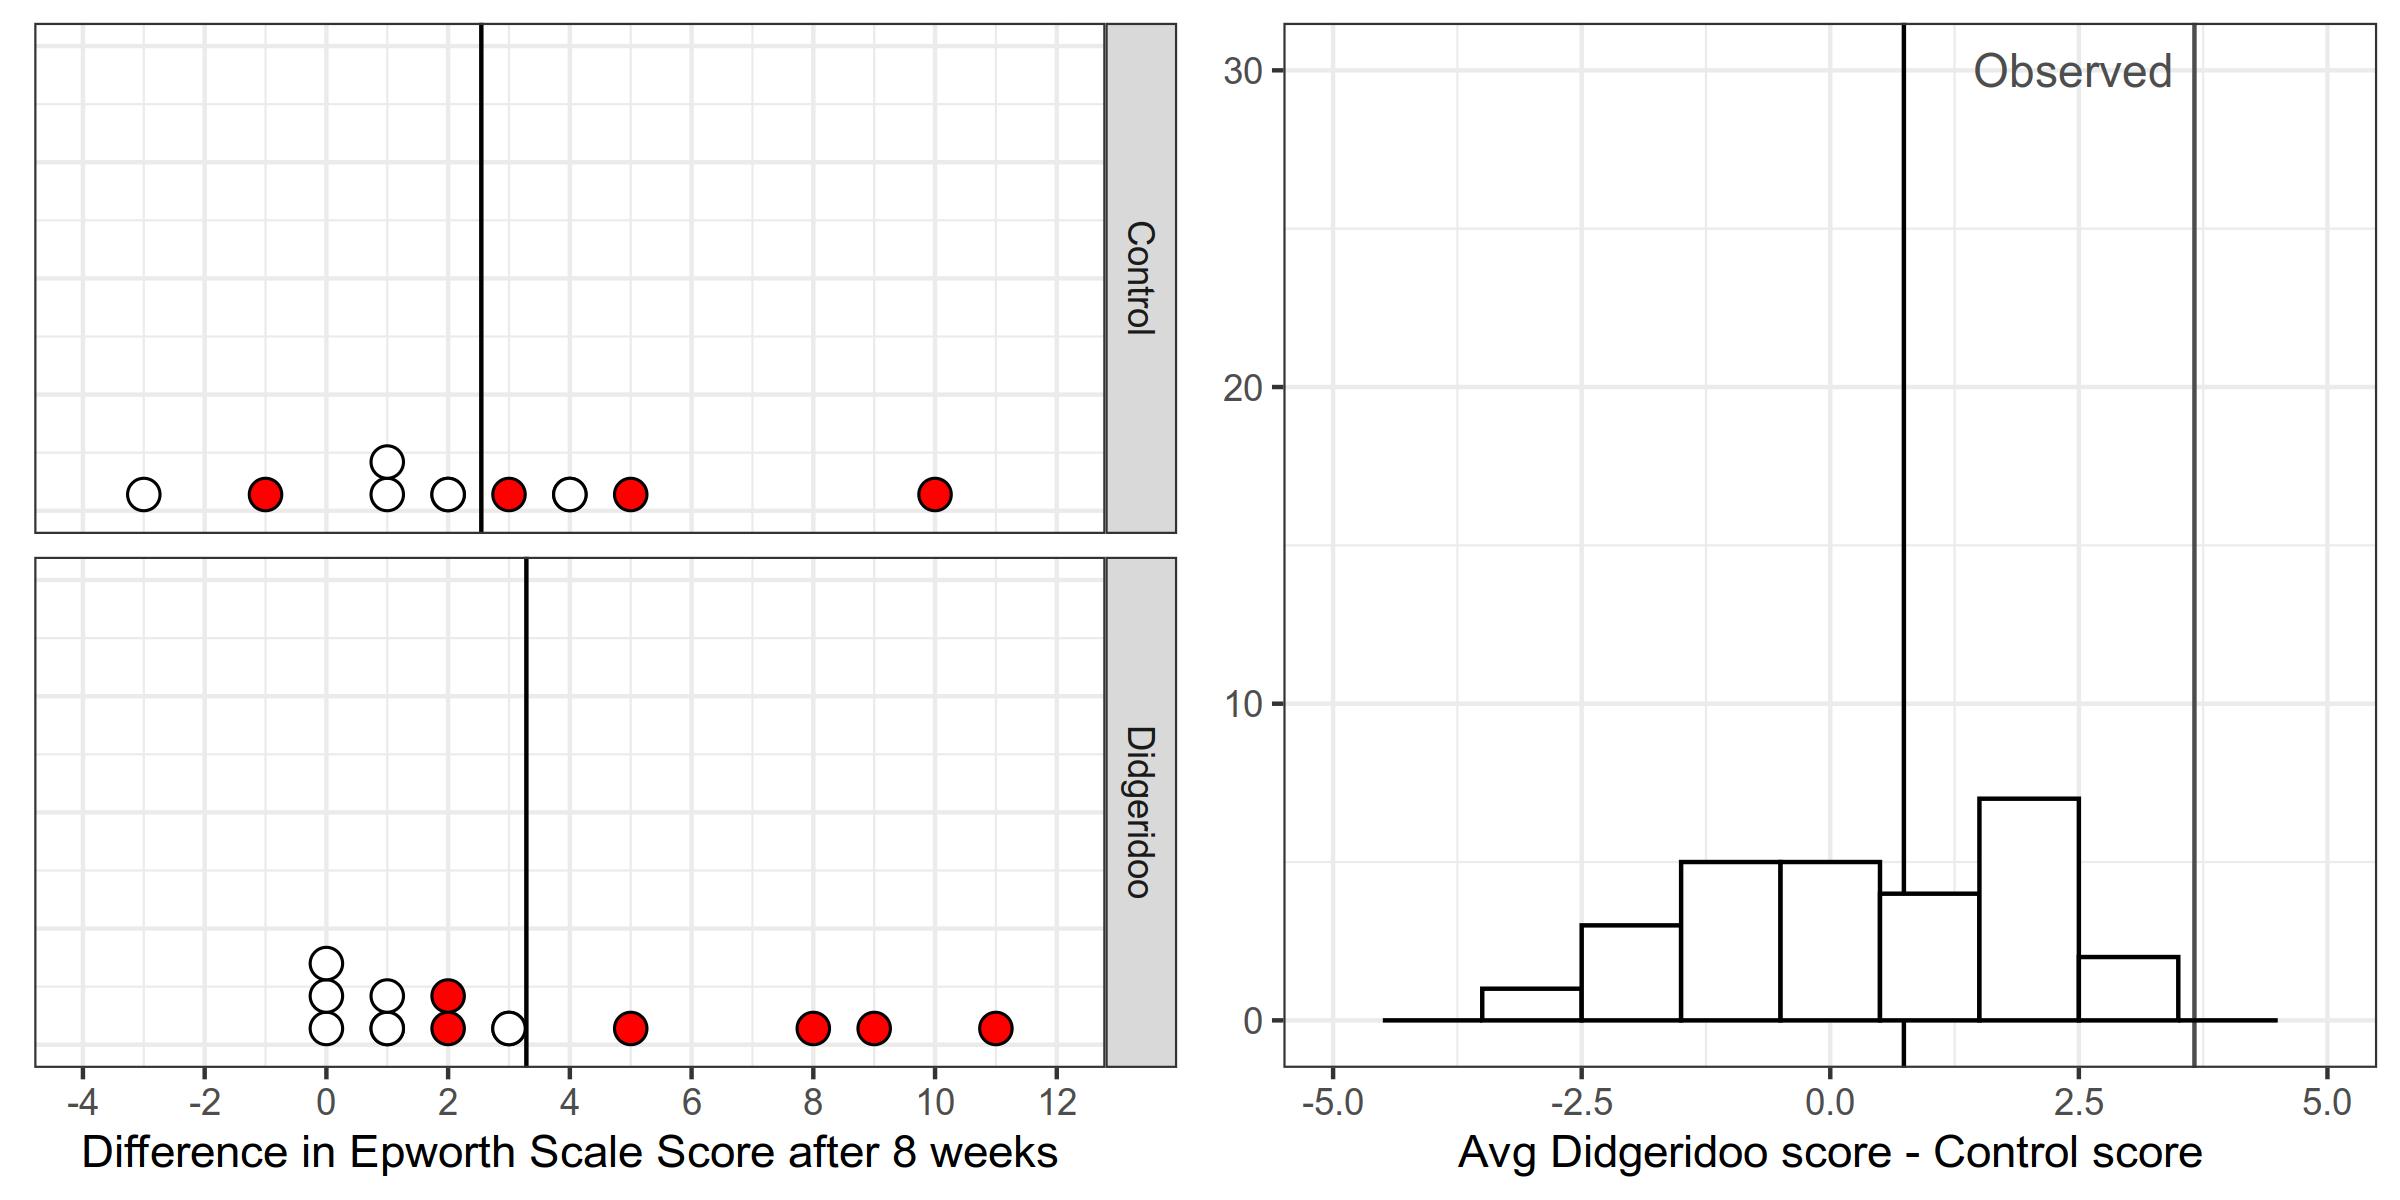 Control
Didgeridoo
-4 -2 0 2 4 6 8 10 12
Difference in Epworth Scale Score after 8 weeks
Observed
30
20
10
0
-5.0 -2.5 0.0 2.5 5.0
Avg Didgeridoo score - Control score